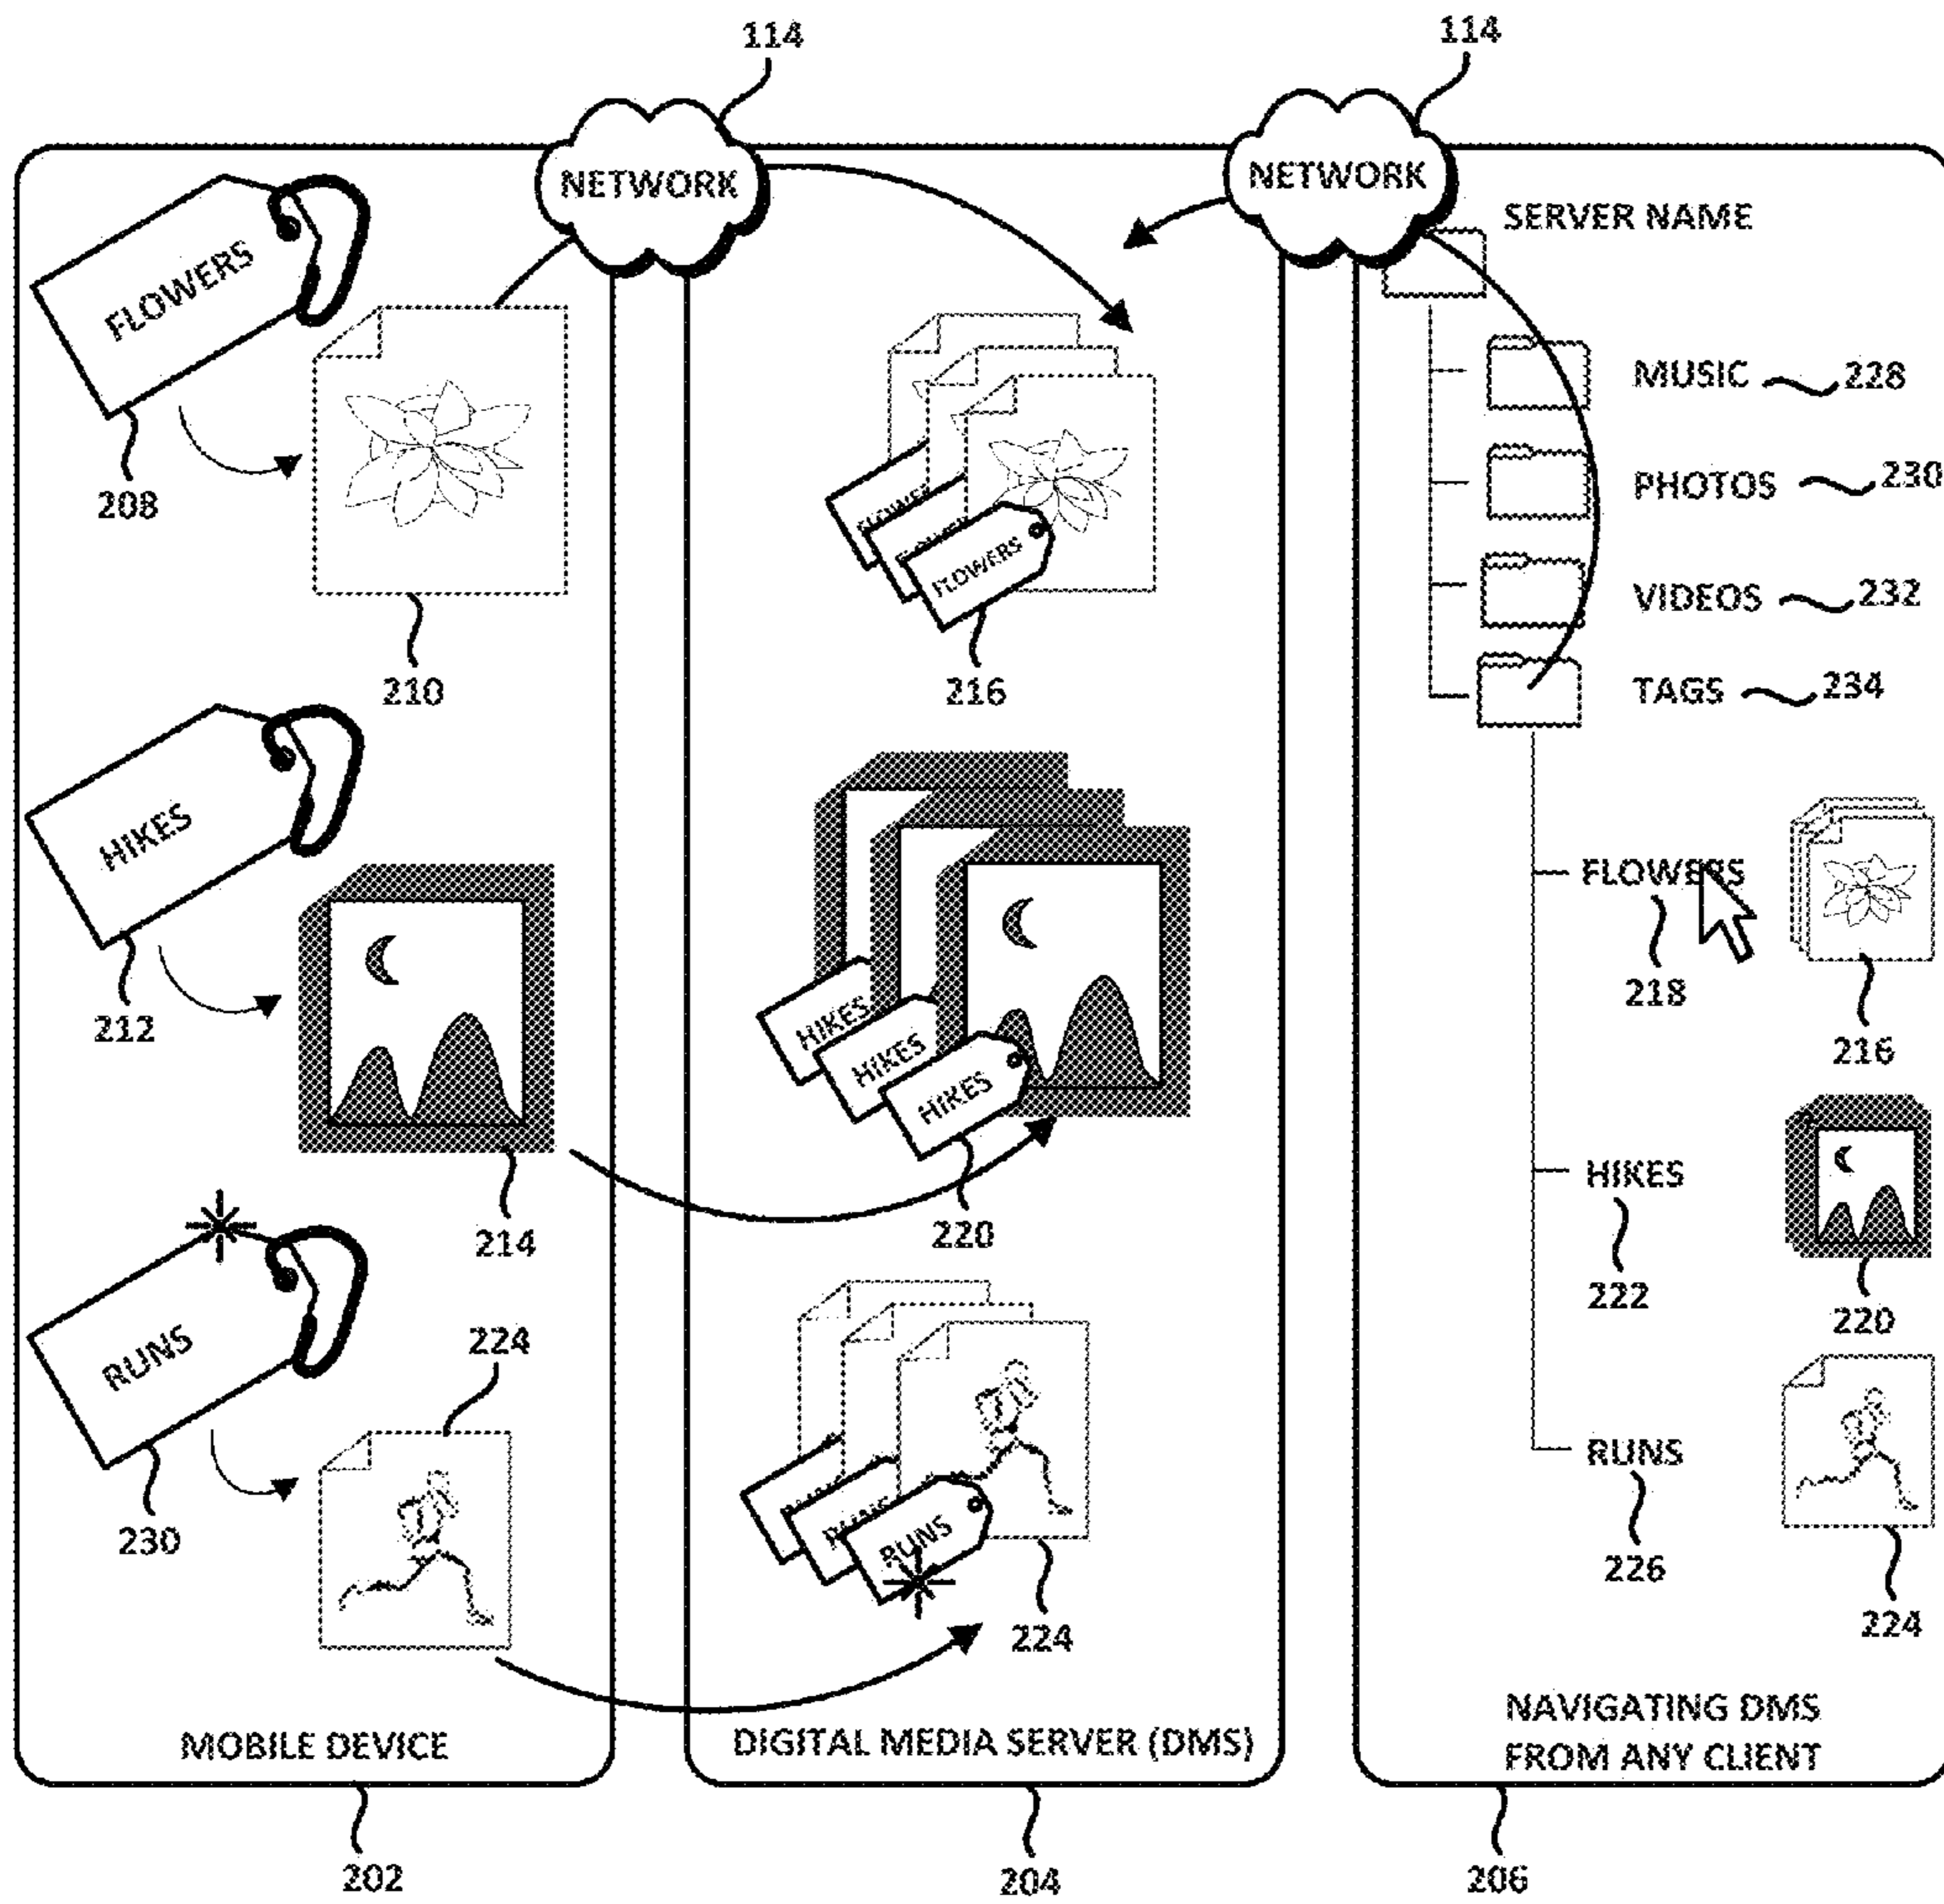 114
114
NETWORK
NETWORK
SERVER NAME
FLOWERS
208
210
FLOWERS
216
MUSIC 228
PHOTOS 230
VIDEOS 232
TAGS 234
HIKES
212
214
HIKES
HIKES
HIKES
220
FLOWERS
218
216
HIKES
222
220
RUNS
230
224
RUNS
224
RUNS
226
224
MOBILE DEVICE
DIGITAL MEDIA SERVER (DMS)
NAVIGATING DMS
FROM ANY CLIENT
202
204
206